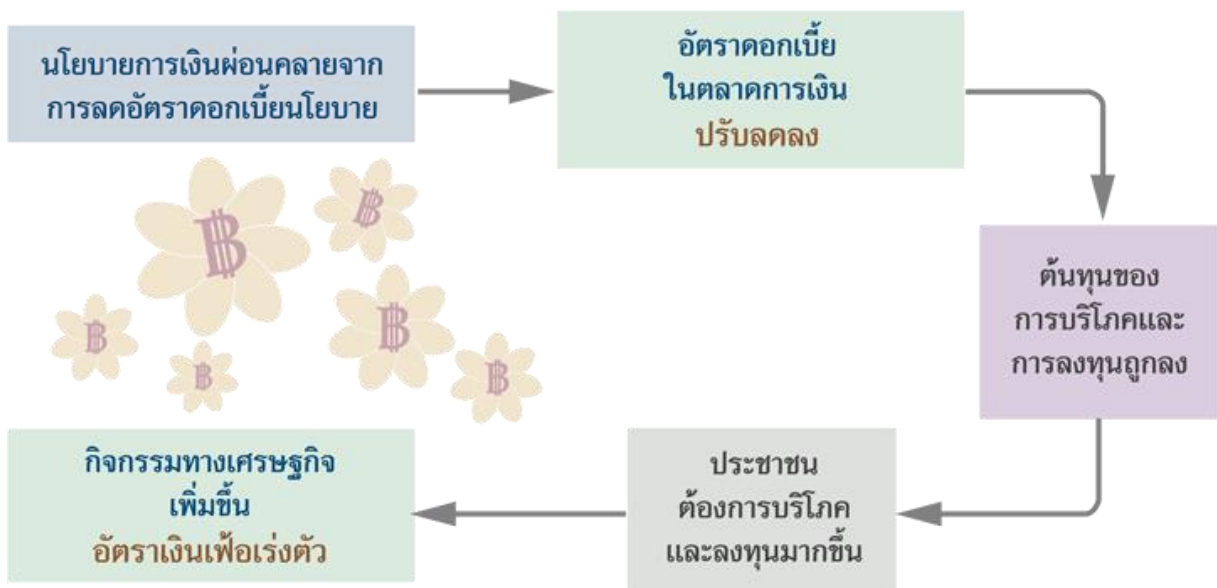 นโยบายการเงินผ่อนคลายจาก
การลดอัตราดอกเบี้ยนโยบาย
อัตราดอกเบี้ย
ในตลาดการเงิน
ปรับลดลง
ต้นทุนของ
การบริโภคและ
การลงทุนถูกลง
ประชาชน
ต้องการบริโภค
และลงทุนมากขึ้น
กิจกรรมทางเศรษฐกิจ
เพิ่มขึ้น
อัตราเงินเฟ้อเร่งตัว